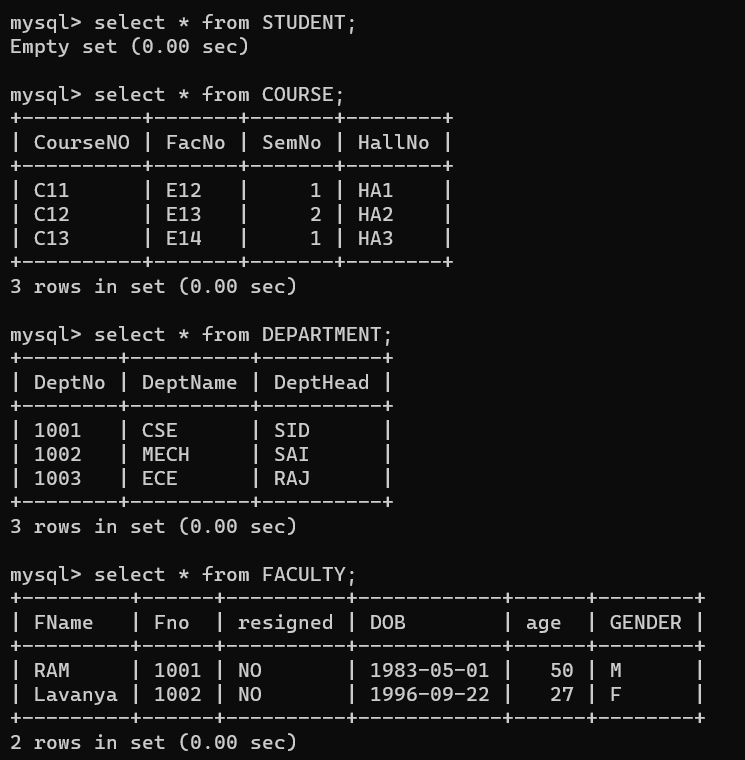 mysql> select * from STUDENT;
Empty set (0.00 sec)

mysql> select * from COURSE;
+----------+-------+-------+--------+
| CourseNO | FacNo | SemNo | HallNo |
+----------+-------+-------+--------+
| C11      | E12   |     1 | HA1    |
| C12      | E13   |     2 | HA2    |
| C13      | E14   |     1 | HA3    |
+----------+-------+-------+--------+
3 rows in set (0.00 sec)

mysql> select * from DEPARTMENT;
+--------+----------+----------+
| DeptNo | DeptName | DeptHead |
+--------+----------+----------+
| 1001   | CSE      | SID      |
| 1002   | MECH     | SAI      |
| 1003   | ECE      | RAJ      |
+--------+----------+----------+
3 rows in set (0.00 sec)

mysql> select * from FACULTY;
+---------+------+----------+------------+------+--------+
| FName   | Fno  | resigned | DOB        | age  | GENDER |
+---------+------+----------+------------+------+--------+
| RAM     | 1001 | NO       | 1983-05-01 |   50 | M      |
| Lavanya | 1002 | NO       | 1996-09-22 |   27 | F      |
+---------+------+----------+------------+------+--------+
2 rows in set (0.00 sec)